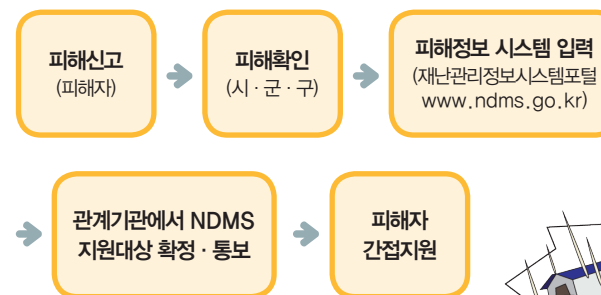 피해신고
(피해자)
피해확인
(시 · 군 · 구)
피해정보 시스템 입력
(재난관리정보시스템포털
www.ndms.go.kr)
관계기관에서 NDMS
지원대상 확정 · 통보
피해자
간접지원